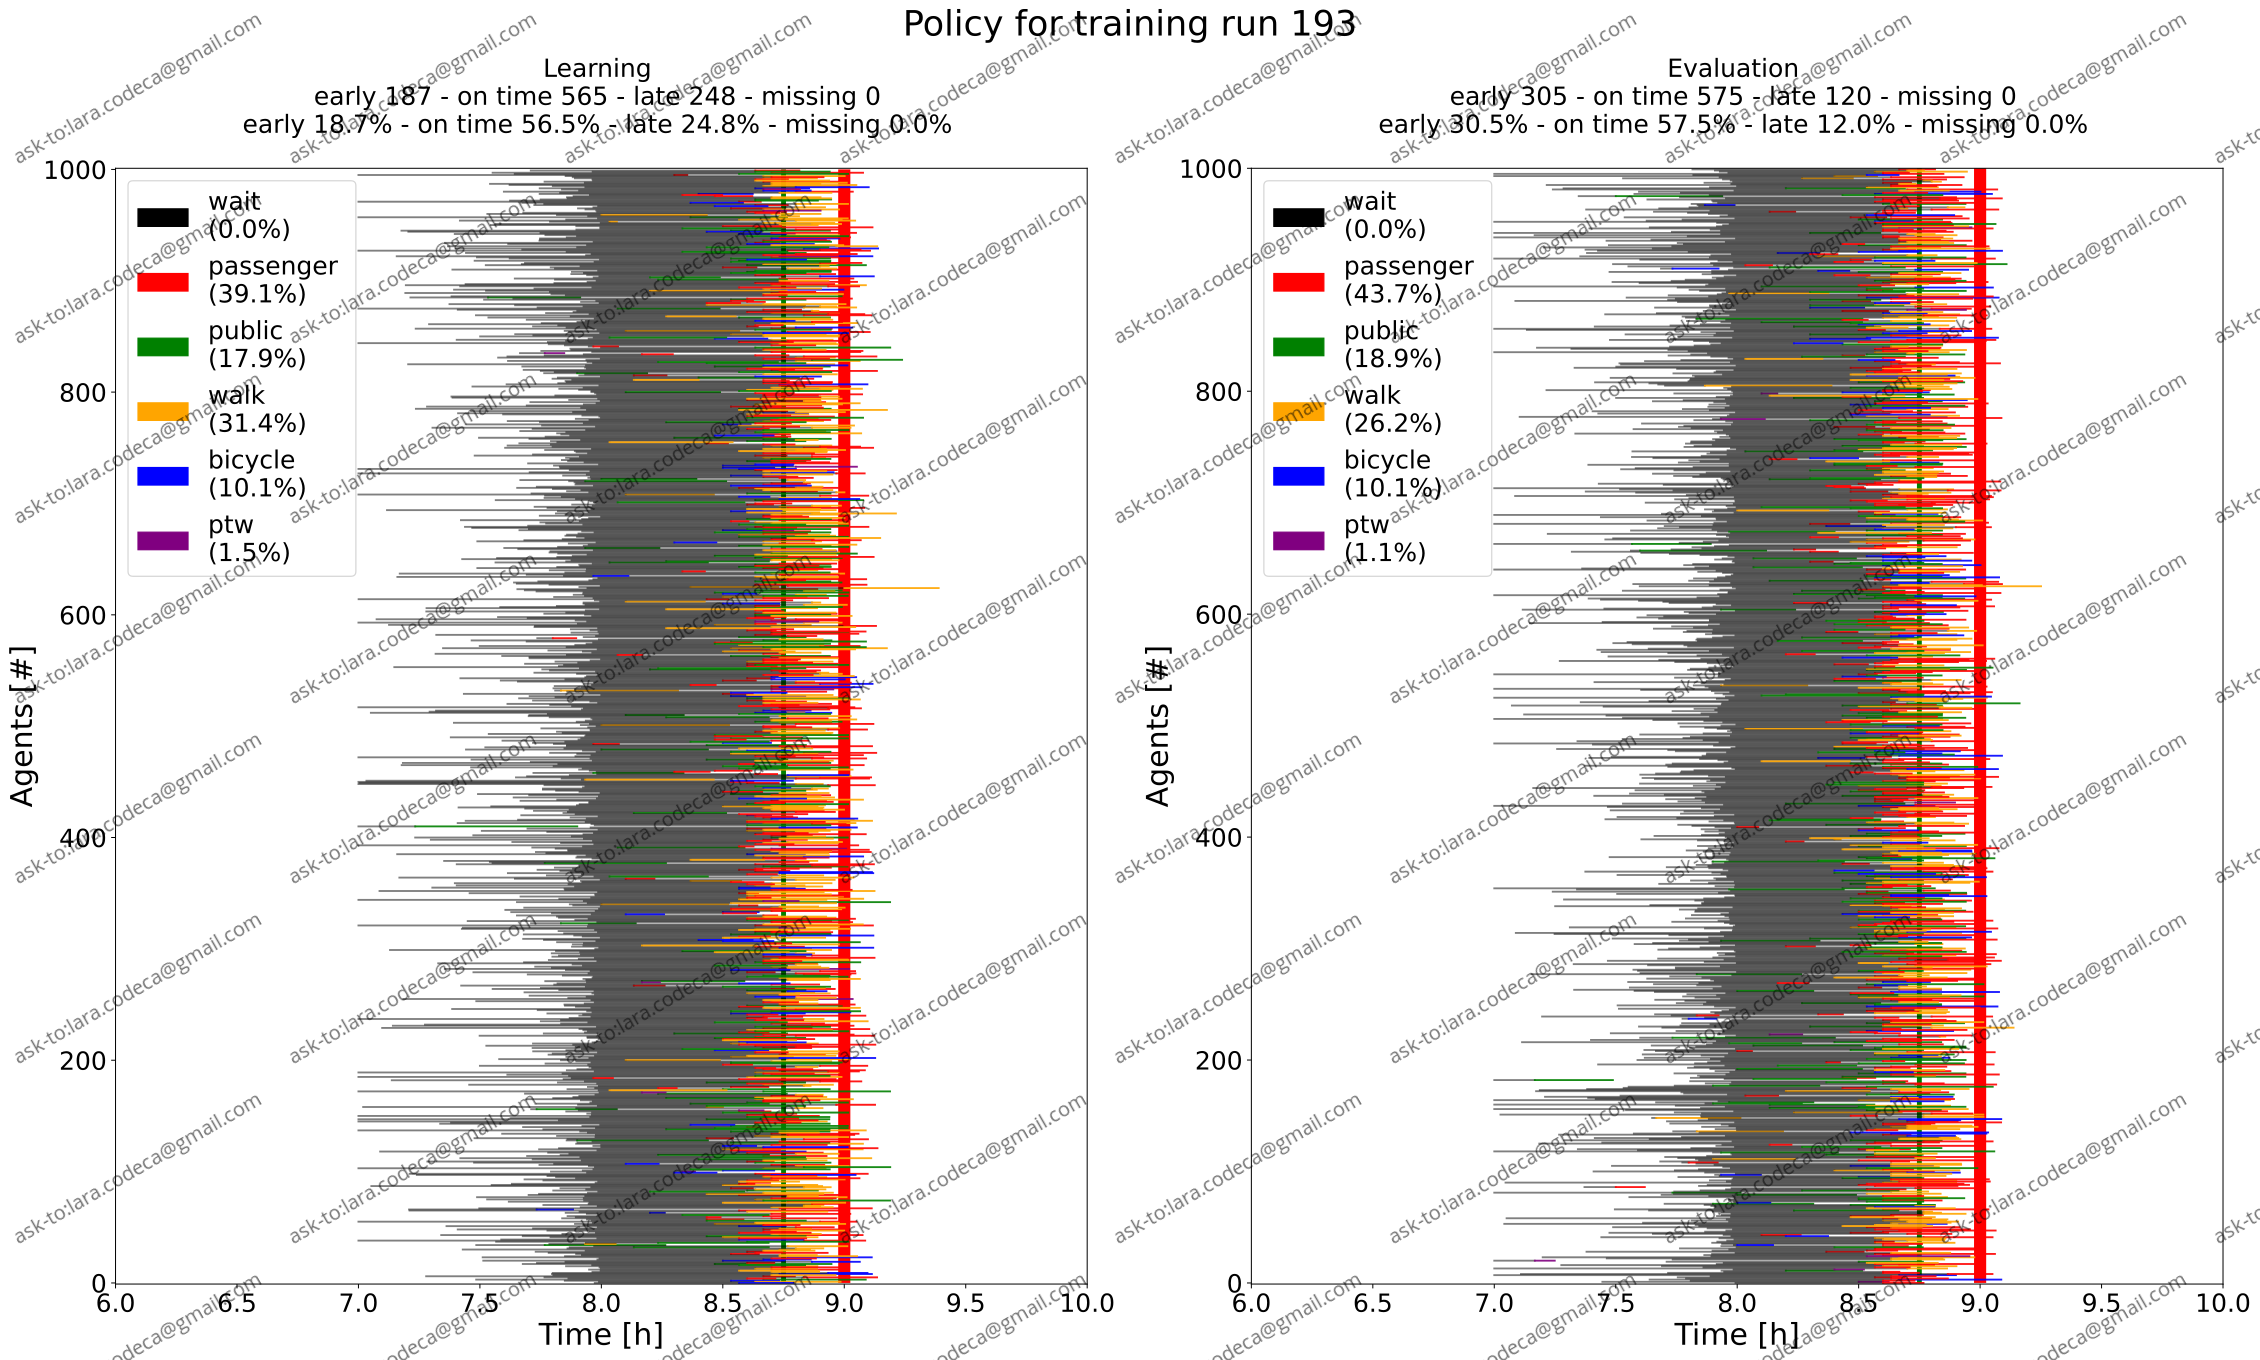 Policy for training run 193
Learning
early 187 - on time 565 - late 248 - missing 0
early 18.7% - on time 56.5% - late 24.8% - missing 0.0%
1000
800
600
400
200
0
Agents [#]
wait
(0.0%)
passenger
(39.1%)
public
(17.9%)
walk
(31.4%)
bicycle
(10.1%)
ptw
(1.5%)
6.0 6.5 7.0 7.5 8.0 8.5 9.0 9.5 10.0
Time [h]
Evaluation
early 305 - on time 575 - late 120 - missing 0
early 30.5% - on time 57.5% - late 12.0% - missing 0.0%
1000
800
600
400
200
0
Agents [#]
wait
(0.0%)
passenger
(43.7%)
public
(18.9%)
walk
(26.2%)
bicycle
(10.1%)
ptw
(1.1%)
6.0 6.5 7.0 7.5 8.0 8.5 9.0 9.5 10.0
Time [h]
ask-to:lara.codeca@gmail.com